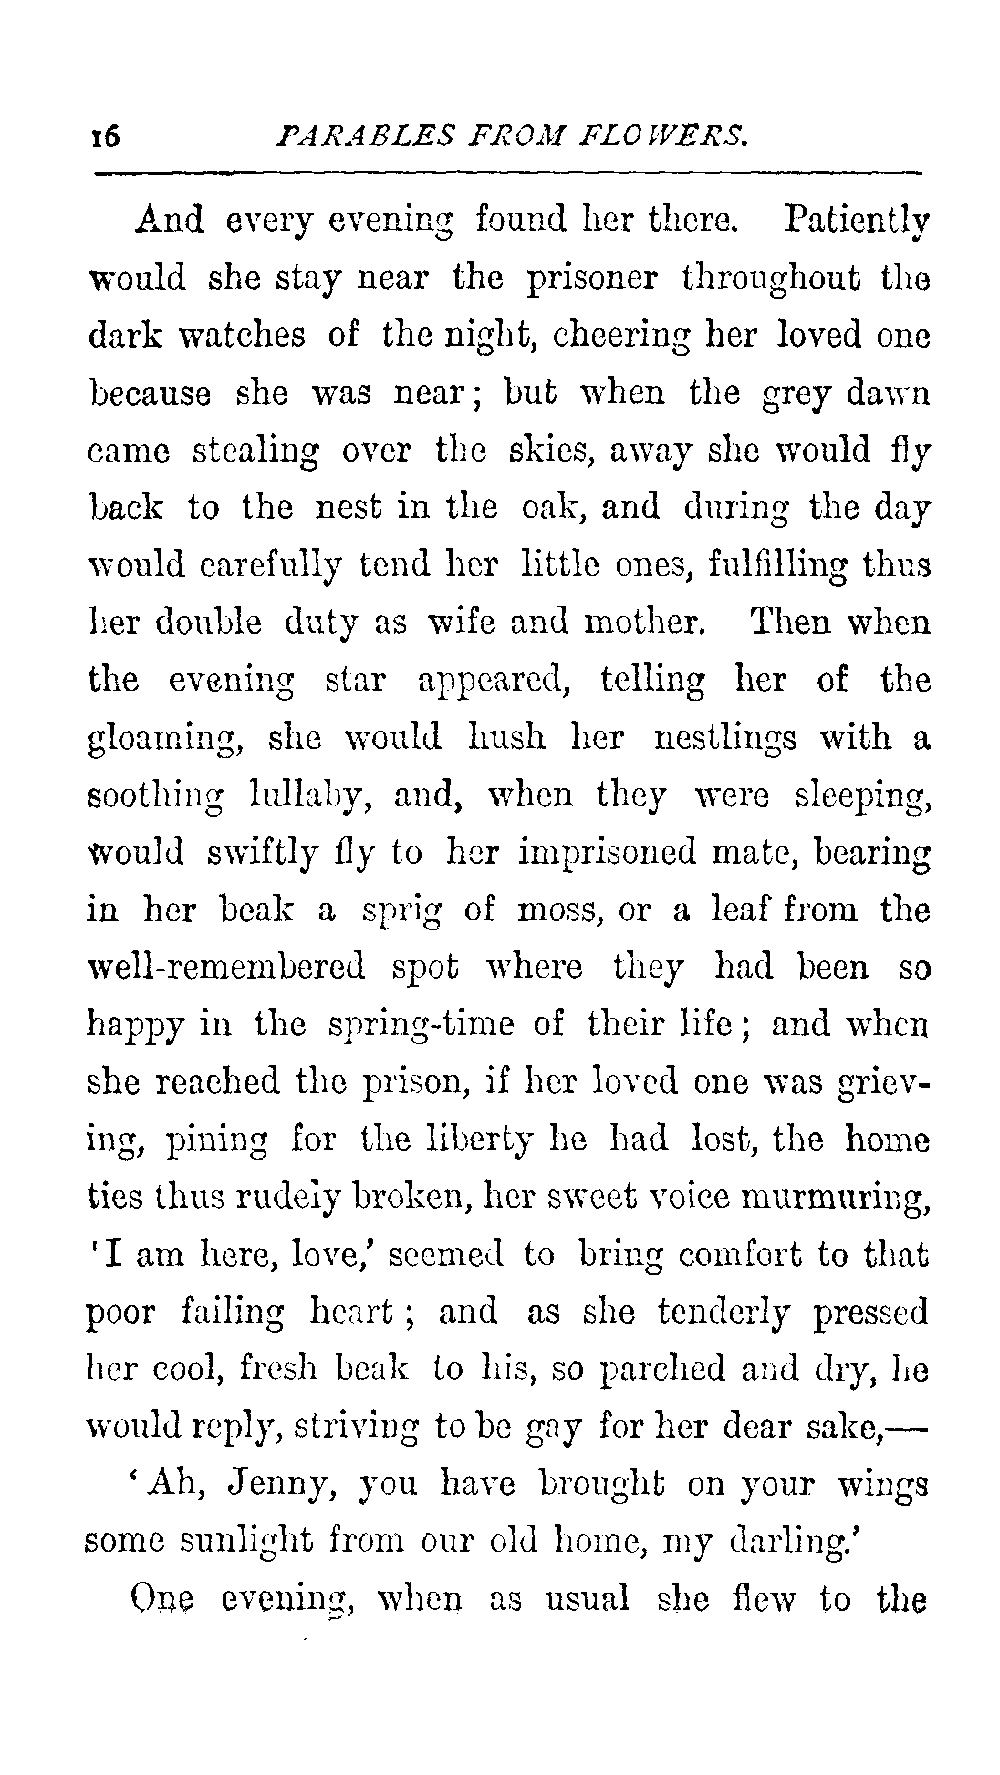 16 PARABLES FROM FLOWERS.
And every evening found her there. Patiently
would she stay near the prisoner throughout the
dark watches of the night, cheering her loved one
because she was near; but when the grey dawn
came stealing over the skies, away she would fly
back to the nest in the oak, and during the day
would carefully tend her little ones, fulfilling thus
her double duty as wife and mother. Then when
the evening star appeared, telling her of the
gloaming, she would hush her nestlings with a
soothing lullaby, and, when they were sleeping,
would swiftly fly to her imprisoned mate, bearing
in her beak a sprig of moss, or a leaf from the
well-remembered spot where they had been so
happy in the spring-time of their life; and when
she reached the prison, if her loved one was griev-
ing, pining for the liberty he had lost, the home
ties thus rudely broken, her sweet voice murmuring,
'I am here, love,' seemed to bring comfort to that
poor failing heart; and as she tenderly pressed
her cool, fresh beak to his, so parched and dry, he
would reply, striving to be gay for her dear sake,—
'Ah, Jenny, you have brought on your wings
some sunlight from our old home, my darling.'
One evening, when as usual she flew to the